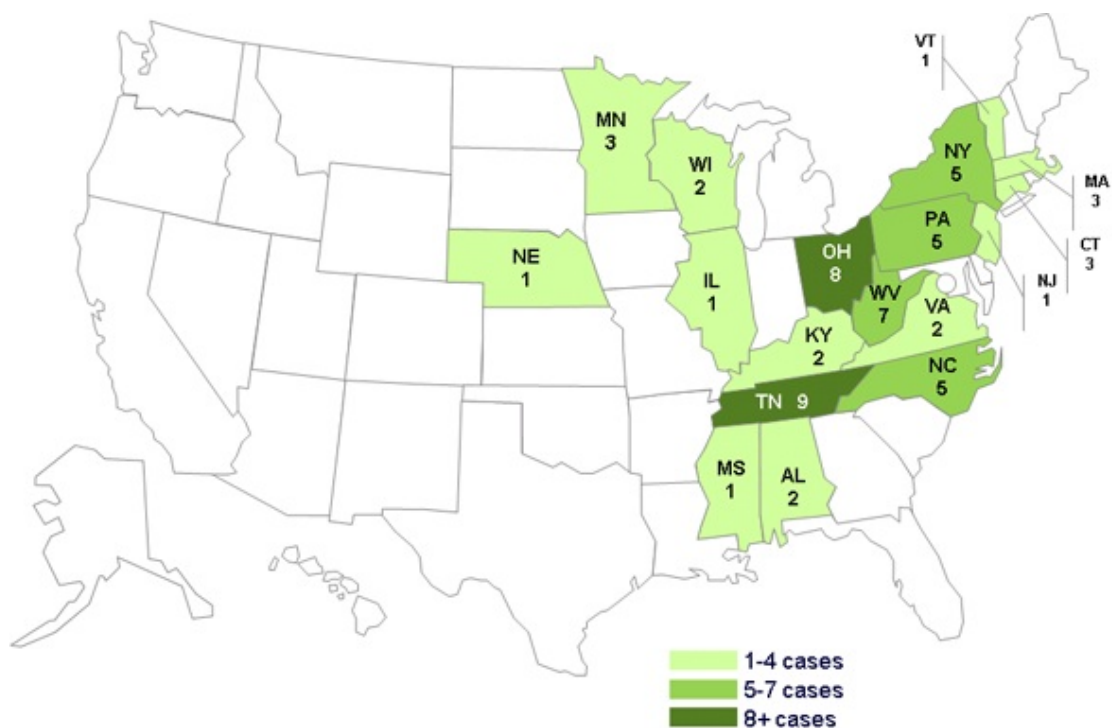 VT
1
MN
3
WI
2
NY
5
MA
3
PA
5
CT
3
NJ
1
NE
1
IL
1
OH
8
WV
7
VA
2
KY
2
NC
5
TN 9
MS
1
AL
2
1-4 cases
5-7 cases
8+ cases